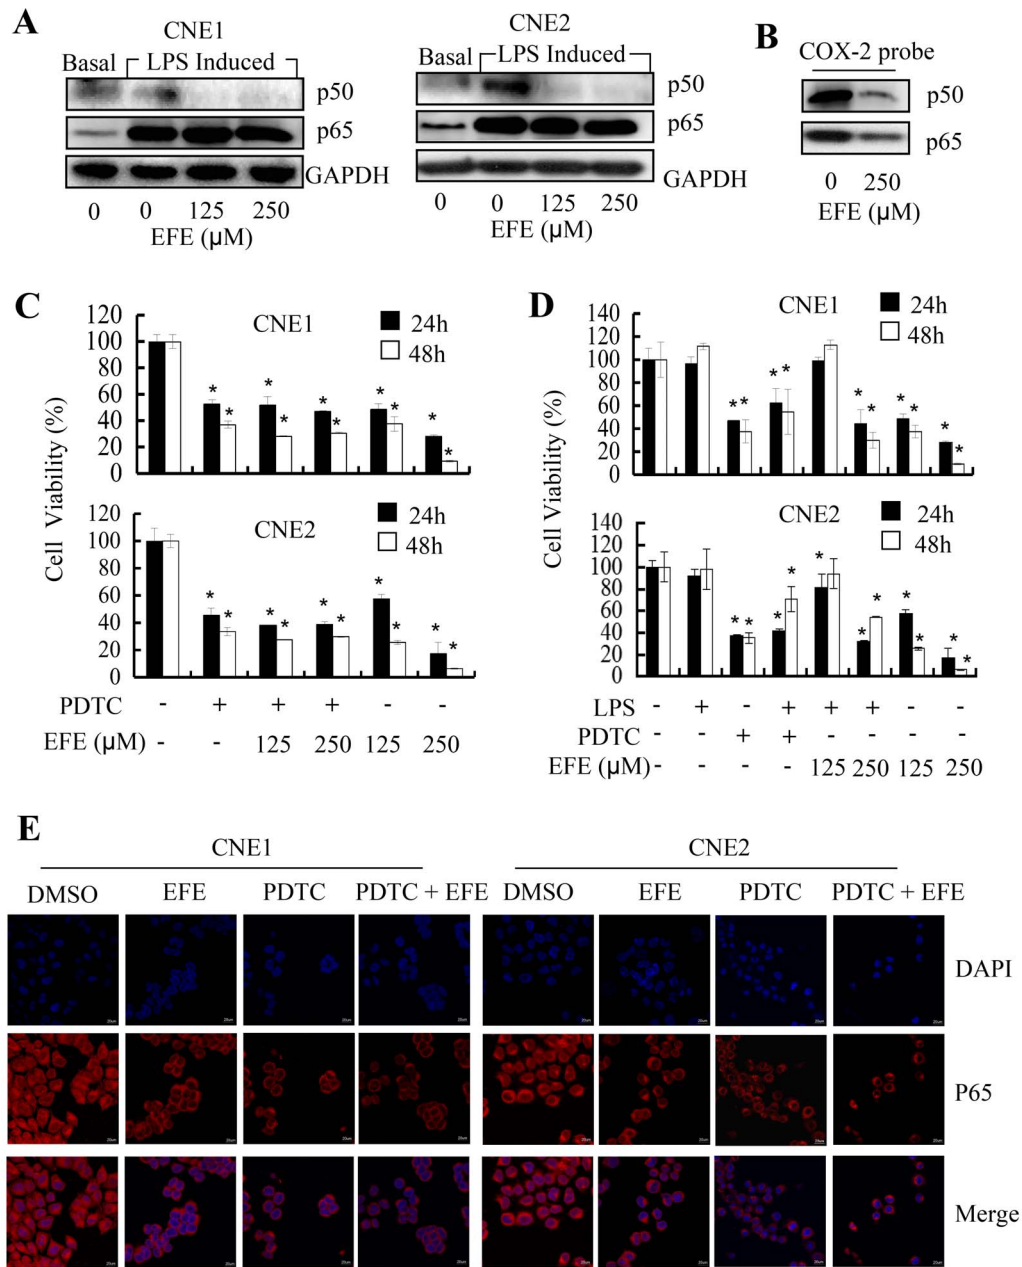 A
CNE1
Basal LPS Induced
p50
p65
GAPDH
0 0 125 250
EFE (μM)
CNE2
Basal LPS Induced
p50
p65
GAPDH
0 0 125 250
EFE (μM)
B
COX-2 probe
p50
p65
0 250
EFE (μM)
C
Cell Viability (%)
CNE1
24h
48h
120
100
80
60
40
20
0
* * * * * * * * * *
CNE2
24h
48h
120
100
80
60
40
20
0
* * * * * * * * * *
PDTC - + + + - -
EFE (μM) - - 125 250 125 250
D
Cell Viability (%)
CNE1
24h
48h
140
120
100
80
60
40
20
0
* * * * * * * * * *
CNE2
24h
48h
140
120
100
80
60
40
20
0
* * * * * * * * * * *
LPS - + - + + + - -
PDTC - - + + - - - -
EFE (μM) - - - - 125 250 125 250
E
CNE1 CNE2
DMSO EFE PDTC PDTC + EFE DMSO EFE PDTC PDTC + EFE
DAPI
P65
Merge